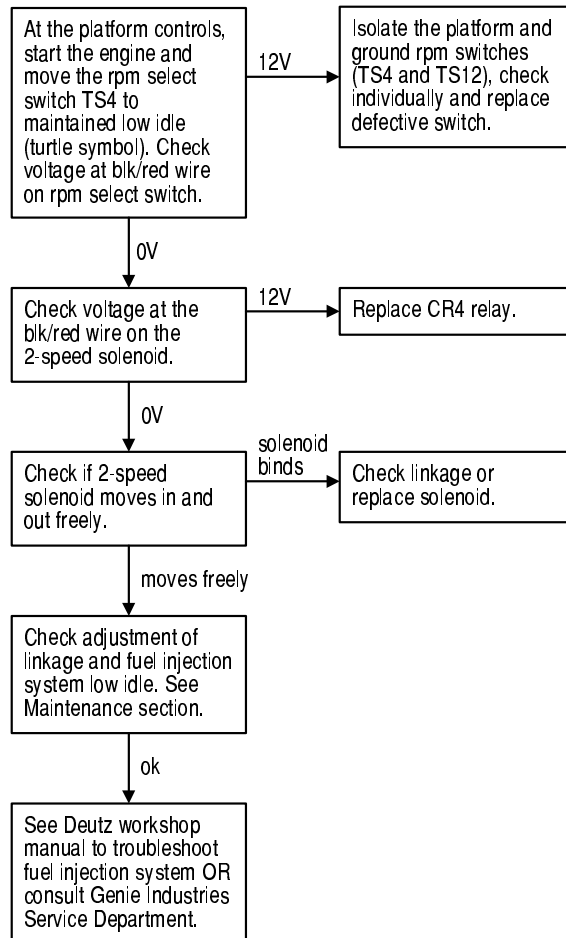 At the platform controls,
start the engine and
move the rpm select
switch TS4 to
maintained low idle
(turtle symbol). Check
voltage at blk/red wire
on rpm select switch.
12V
Isolate the platform and
ground rpm switches
(TS4 and TS12), check
individually and replace
defective switch.
0V
Check voltage at the
blk/red wire on the
2-speed solenoid.
12V
Replace CR4 relay.
0V
Check if 2-speed
solenoid moves in and
out freely.
solenoid
binds
Check linkage or
replace solenoid.
moves freely
Check adjustment of
linkage and fuel injection
system low idle. See
Maintenance section.
ok
See Deutz workshop
manual to troubleshoot
fuel injection system OR
consult Genie Industries
Service Department.